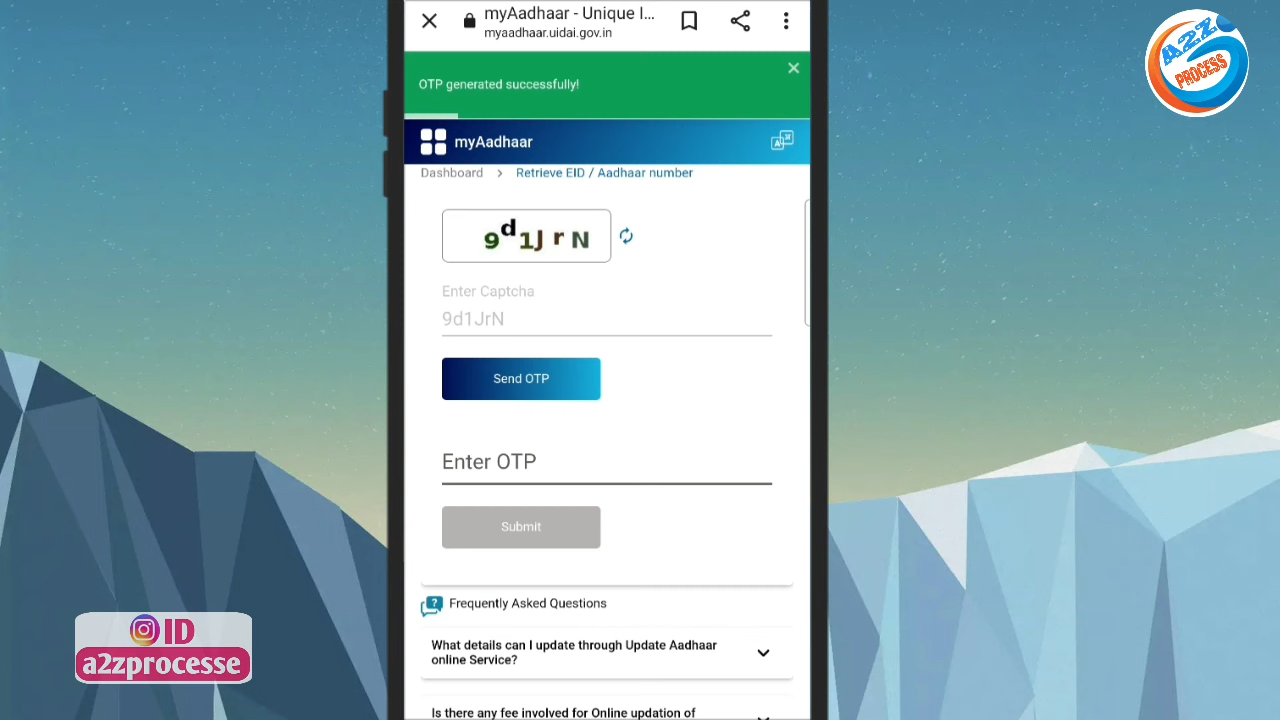 myAadhaar - Unique I...
myaadhaar.uidai.gov.in
A2Z
PROCESS
OTP generated successfully!
myAadhaar
Dashboard > Retrieve EID / Aadhaar number
9d1JrN
Enter Captcha
9d1JrN
Send OTP
Enter OTP
Submit
Frequently Asked Questions
What details can I update through Update Aadhaar
online Service?
Is there any fee involved for Online updation of
ID
a2zprocesse